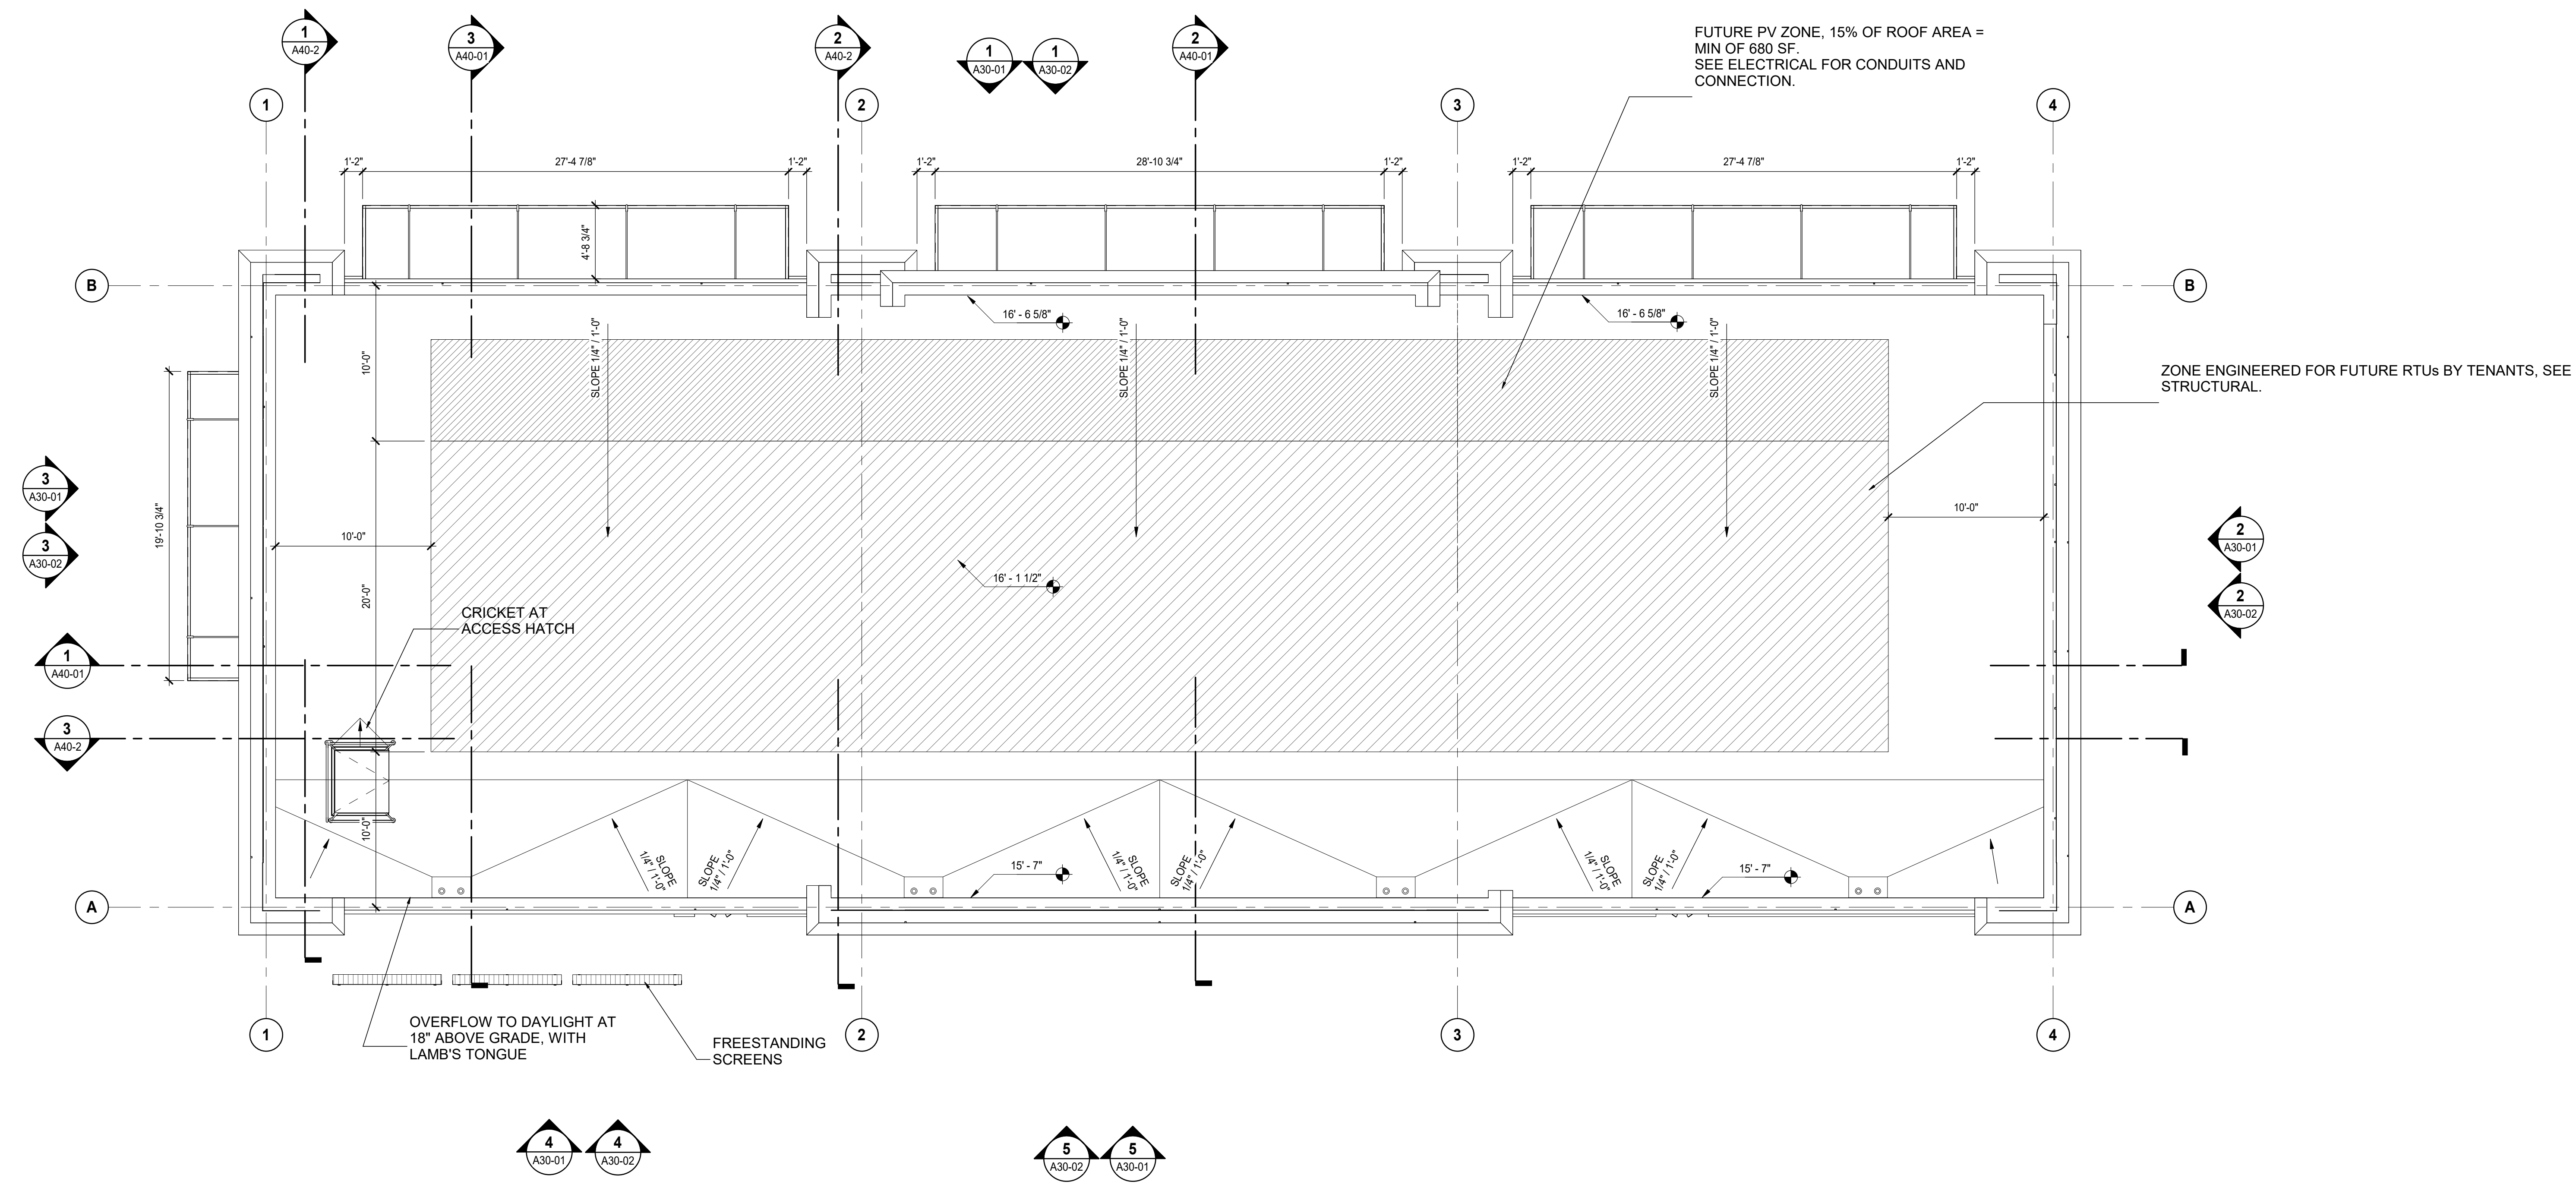 1
A40-2
3
A40-01
2
A40-2
1
A30-01
1
A30-02
2
A40-01
FUTURE PV ZONE, 15% OF ROOF AREA =
MIN OF 680 SF.
SEE ELECTRICAL FOR CONDUITS AND
CONNECTION.
1
2
3
4
1'-2"
27'-4 7/8"
1'-2"
1'-2"
28'-10 3/4"
1'-2"
1'-2"
27'-4 7/8"
1'-2"
4'-8 3/4"
B
B
16' - 6 5/8"
16' - 6 5/8"
SLOPE 1/4" / 1'-0"
SLOPE 1/4" / 1'-0"
SLOPE 1/4" / 1'-0"
10'-0"
ZONE ENGINEERED FOR FUTURE RTUs BY TENANTS, SEE
STRUCTURAL.
3
A30-01
3
A30-02
19'-10 3/4"
10'-0"
10'-0"
2
A30-01
2
A30-02
16' - 1 1/2"
20'-0"
CRICKET AT
ACCESS HATCH
1
A40-01
3
A40-2
10'-0"
SLOPE
1/4" / 1'-0"
SLOPE
1/4" / 1'-0"
SLOPE
1/4" / 1'-0"
SLOPE
1/4" / 1'-0"
SLOPE
1/4" / 1'-0"
SLOPE
1/4" / 1'-0"
15' - 7"
15' - 7"
A
A
OVERFLOW TO DAYLIGHT AT
18" ABOVE GRADE, WITH
LAMB'S TONGUE
FREESTANDING
SCREENS
1
2
3
4
4
A30-01
4
A30-02
5
A30-02
5
A30-01